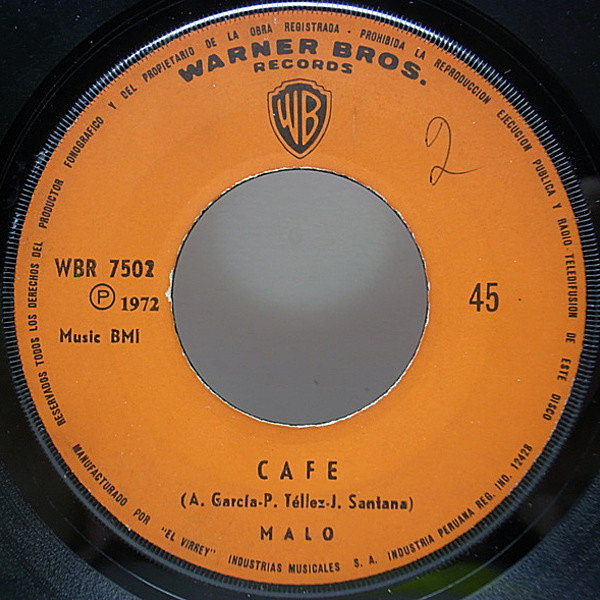 RESERVADOS TODOS LOS DERECHOS DEL PRODUCTOR FONOGRAFICO Y DEL PROPIETARIO DE LA OBRA REGISTRADA - PROHIBIDA LA REPRODUCCION EJECUCION PUBLICA Y RADIO-TELEDIFUSION DE ESTE DISCO
WARNER BROS.
RECORDS
WB
2
WBR 7502
Ⓟ 1972
Music BMI
45
CAFE
(A. García-P. Téllez-J. Santana)
MALO
MANUFACTURADO POR "EL VIRREY" INDUSTRIAS MUSICALES S. A. INDUSTRIA PERUANA REG. IND. 12428